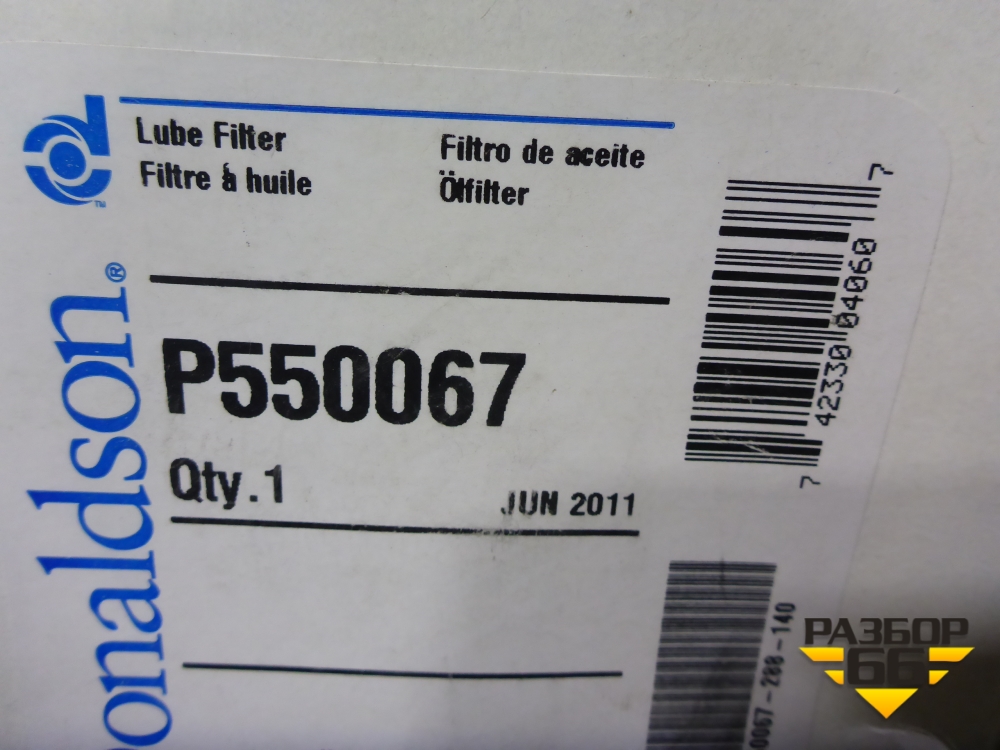 Lube Filter
Filtre à huile
Filtro de aceite
Ölfilter
onaldson®
P550067
Qty.1
JUN 2011
7 42330 04060 7
0067-288-140
РАЗБОР
66
TM